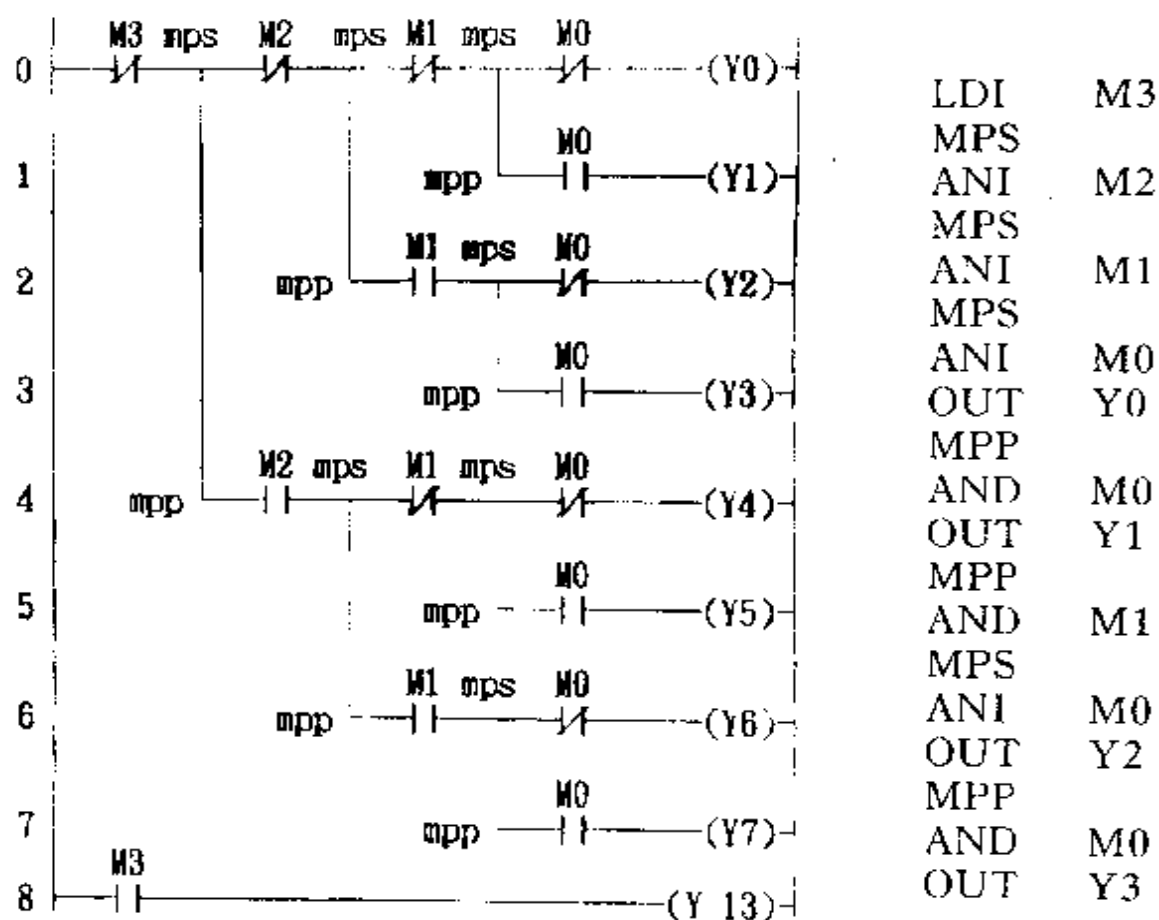 M3 mps M2 mps M1 mps M0
0 (Y0)
M0
1 mpp (Y1)
M1 mps M0
2 mpp (Y2)
M0
3 mpp (Y3)
M2 mps M1 mps M0
4 mpp (Y4)
M0
5 mpp (Y5)
M1 mps M0
6 mpp (Y6)
M0
7 mpp (Y7)
M3
8 (Y 13)
LDI M3
MPS
ANI M2
MPS
ANI M1
MPS
ANI M0
OUT Y0
MPP
AND M0
OUT Y1
MPP
AND M1
MPS
ANI M0
OUT Y2
MPP
AND M0
OUT Y3